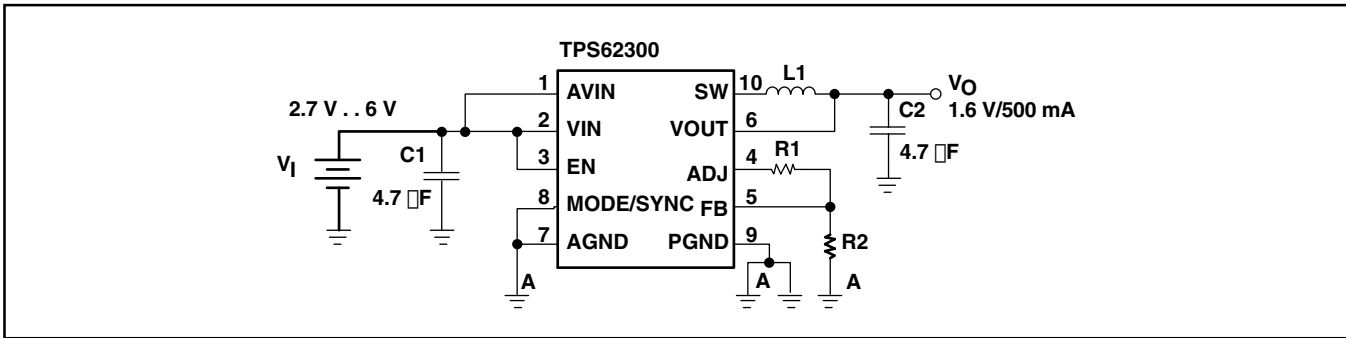 TPS62300
2.7 V . . 6 V
VI
C1
4.7 □F
1 AVIN
2 VIN
3 EN
8 MODE/SYNC
7 AGND
SW 10
VOUT 6
ADJ 4
FB 5
PGND 9
L1
R1
R2
C2
4.7 □F
VO
1.6 V/500 mA
A
A
A